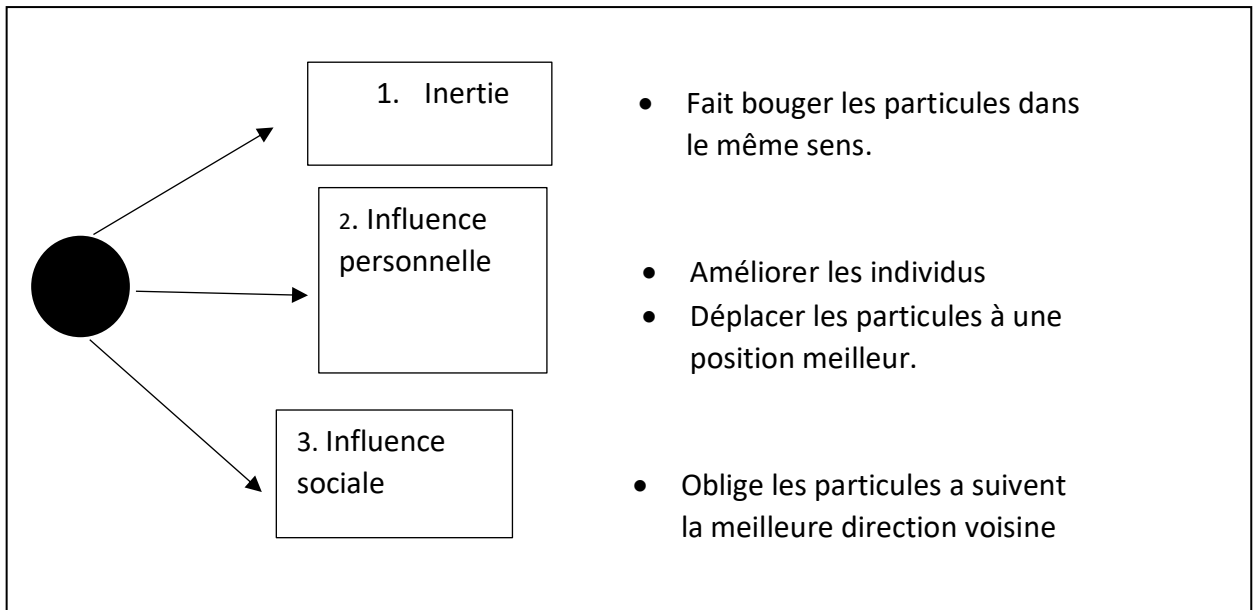 1. Inertie
• Fait bouger les particules dans
le même sens.
2. Influence
personnelle
• Améliorer les individus
• Déplacer les particules à une
position meilleur.
3. Influence
sociale
• Oblige les particules a suivent
la meilleure direction voisine